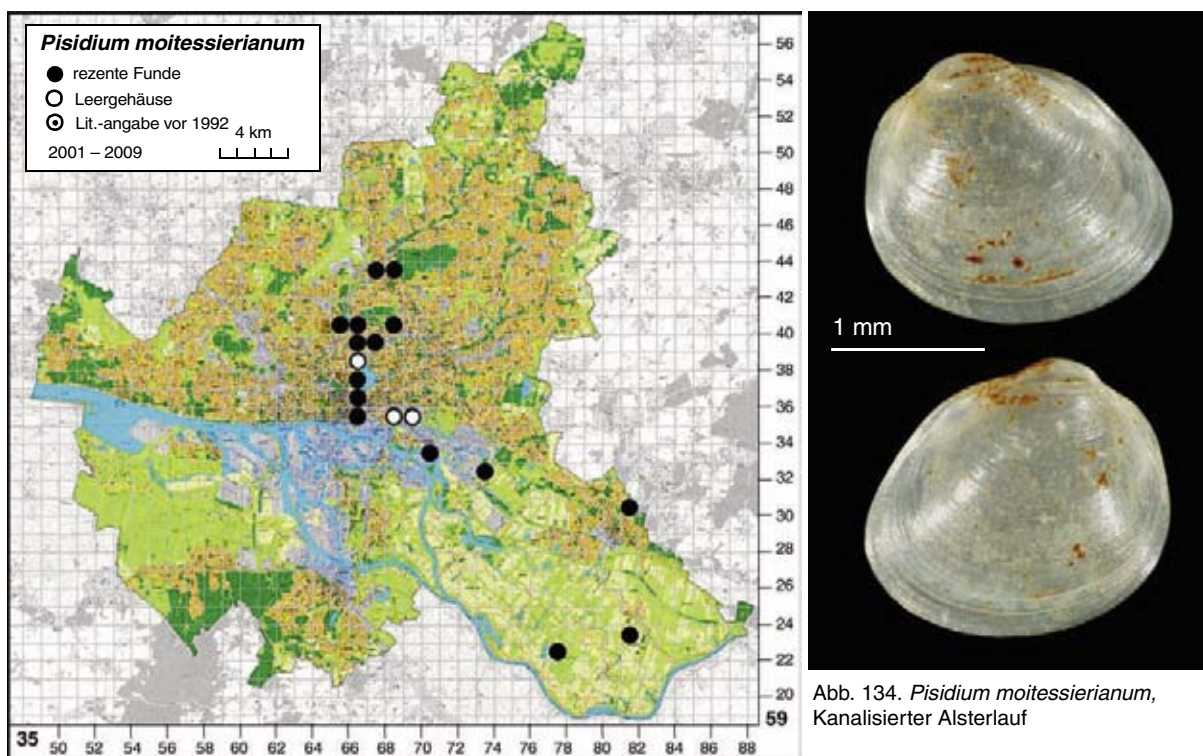 Pisidium moitessierianum
rezente Funde
Leergehäuse
Lit.-angabe vor 1992
4 km
2001 – 2009
56
54
52
50
48
46
44
42
40
38
36
34
32
30
28
26
24
22
20
35
59
50 52 54 56 58 60 62 64 66 68 70 72 74 76 78 80 82 84 86 88
1 mm
Abb. 134. Pisidium moitessierianum,
Kanalisierter Alsterlauf